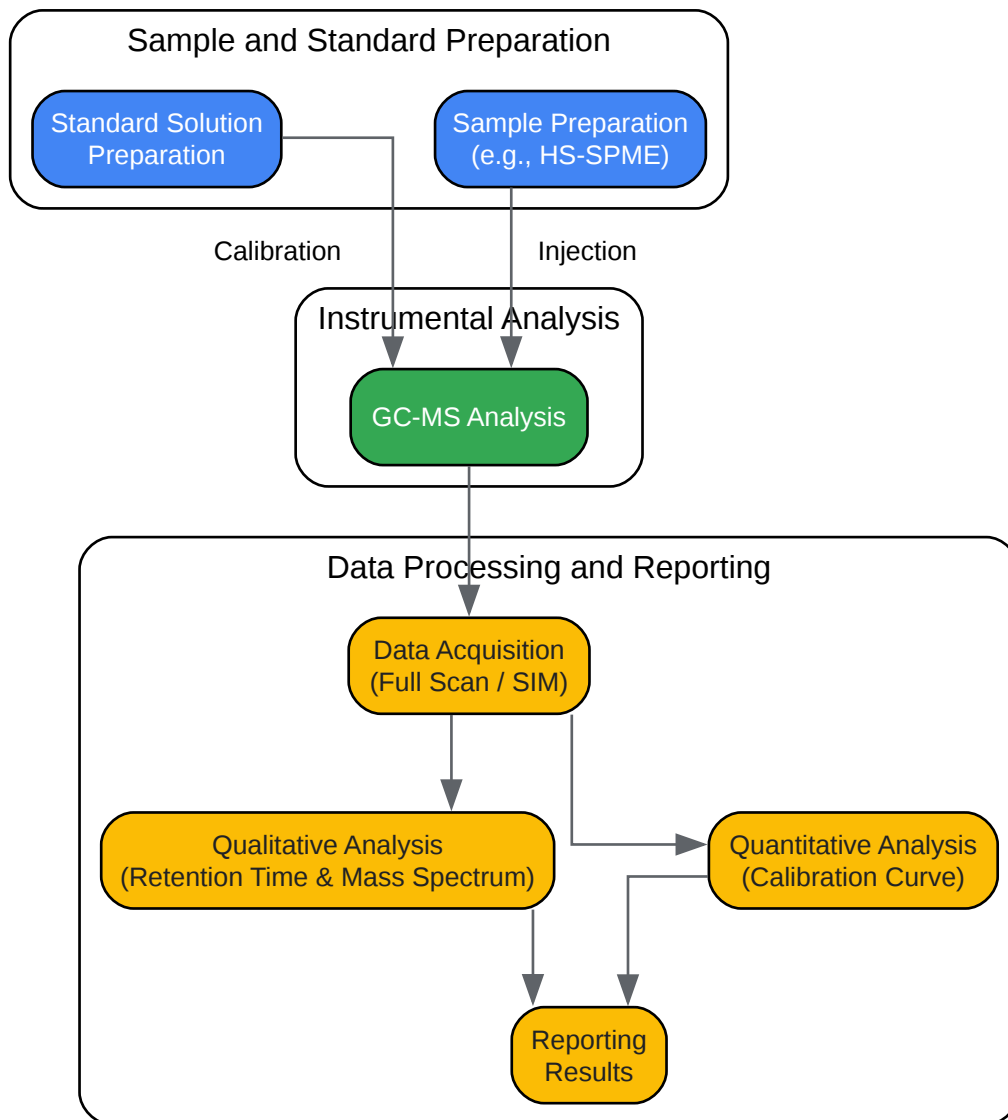 Sample and Standard Preparation
Standard Solution
Preparation
Sample Preparation
(e.g., HS-SPME)
Calibration
Injection
Instrumental Analysis
GC-MS Analysis
Data Processing and Reporting
Data Acquisition
(Full Scan / SIM)
Qualitative Analysis
(Retention Time & Mass Spectrum)
Quantitative Analysis
(Calibration Curve)
Reporting
Results